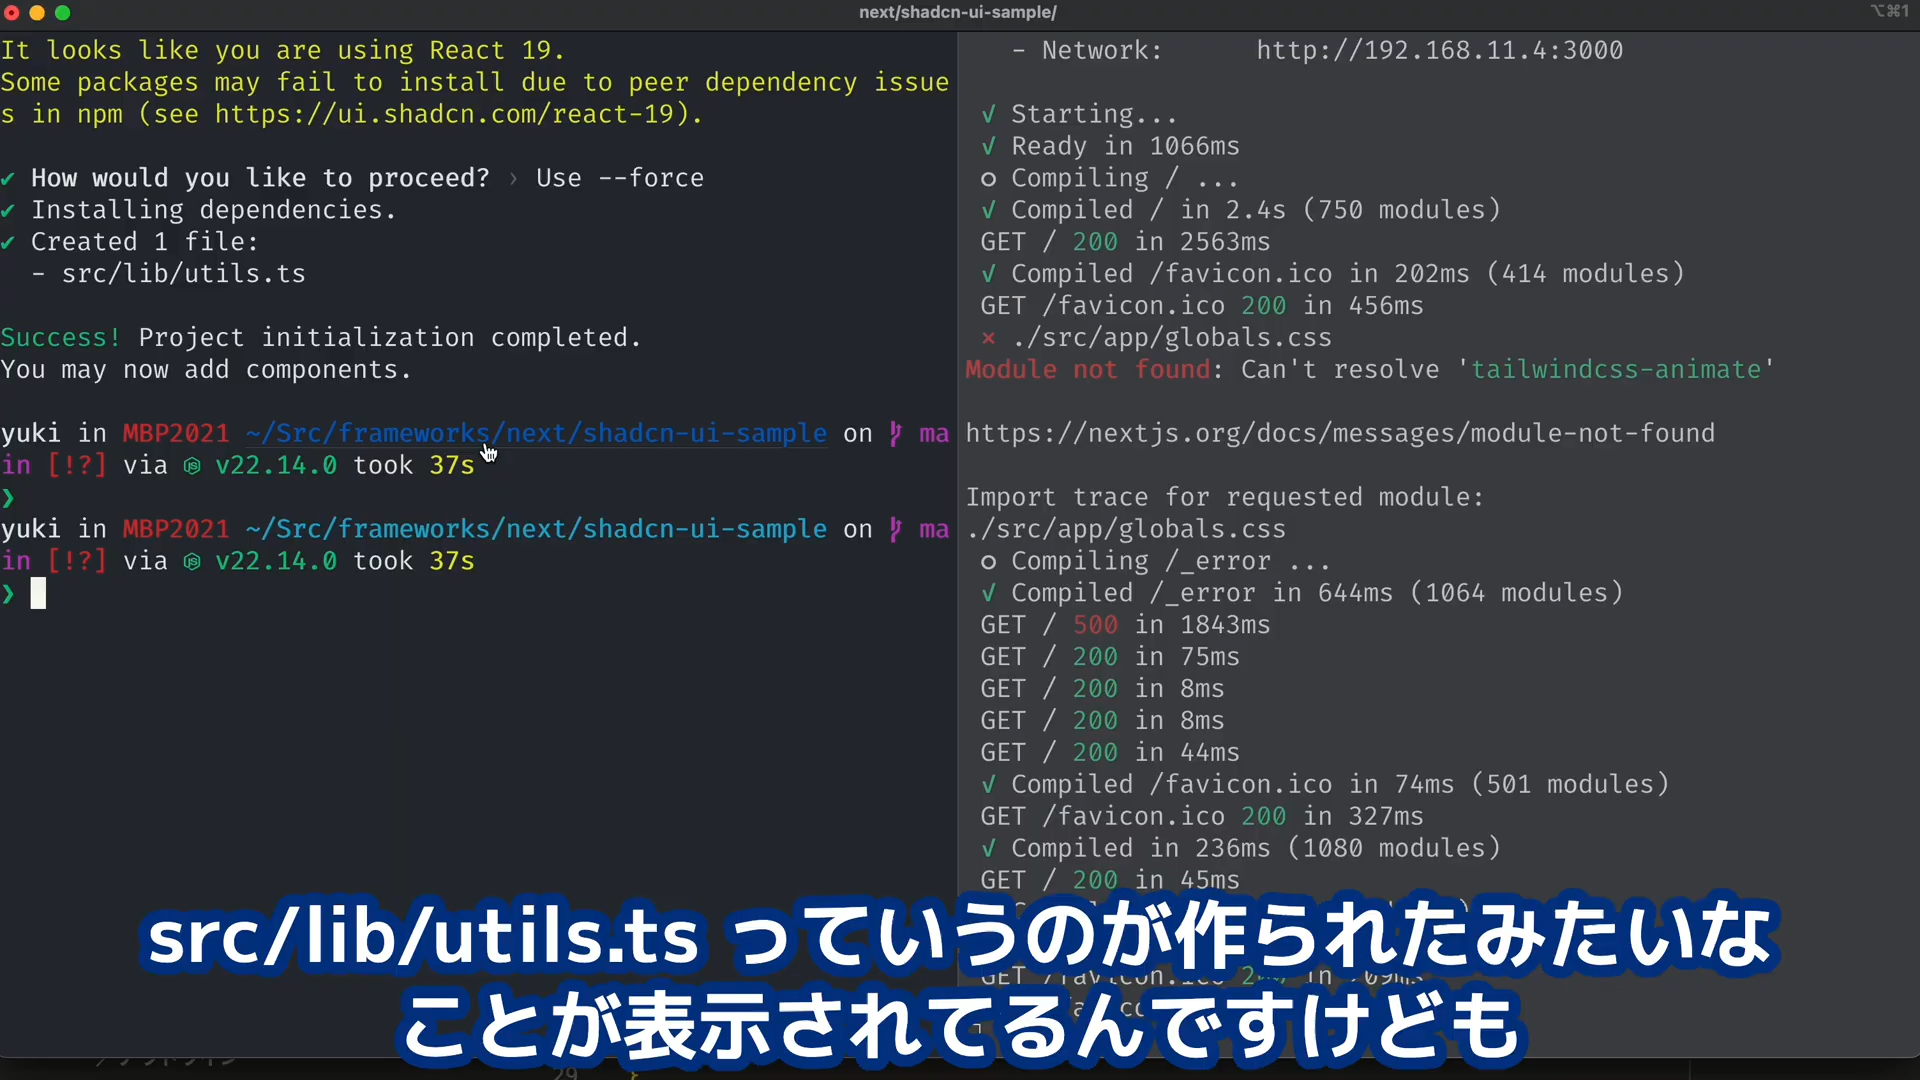 next/shadcn-ui-sample/
⌥⌘1
It looks like you are using React 19.
Some packages may fail to install due to peer dependency issue
s in npm (see https://ui.shadcn.com/react-19).
✔ How would you like to proceed? › Use --force
✔ Installing dependencies.
✔ Created 1 file:
- src/lib/utils.ts
Success! Project initialization completed.
You may now add components.
yuki in MBP2021 ~/Src/frameworks/next/shadcn-ui-sample on ma
in [!?] via v22.14.0 took 37s
❯
yuki in MBP2021 ~/Src/frameworks/next/shadcn-ui-sample on ma
in [!?] via v22.14.0 took 37s
❯
- Network: http://192.168.11.4:3000
✓ Starting...
✓ Ready in 1066ms
○ Compiling / ...
✓ Compiled / in 2.4s (750 modules)
GET / 200 in 2563ms
✓ Compiled /favicon.ico in 202ms (414 modules)
GET /favicon.ico 200 in 456ms
⨯ ./src/app/globals.css
Module not found: Can't resolve 'tailwindcss-animate'
https://nextjs.org/docs/messages/module-not-found
Import trace for requested module:
./src/app/globals.css
○ Compiling /_error ...
✓ Compiled /_error in 644ms (1064 modules)
GET / 500 in 1843ms
GET / 200 in 75ms
GET / 200 in 8ms
GET / 200 in 8ms
GET / 200 in 44ms
✓ Compiled /favicon.ico in 74ms (501 modules)
GET /favicon.ico 200 in 327ms
✓ Compiled in 236ms (1080 modules)
GET / 200 in 45ms
GET /favicon.ico in
src/lib/utils.ts っていうのが作られたみたいな
ことが表示されてるんですけども
29